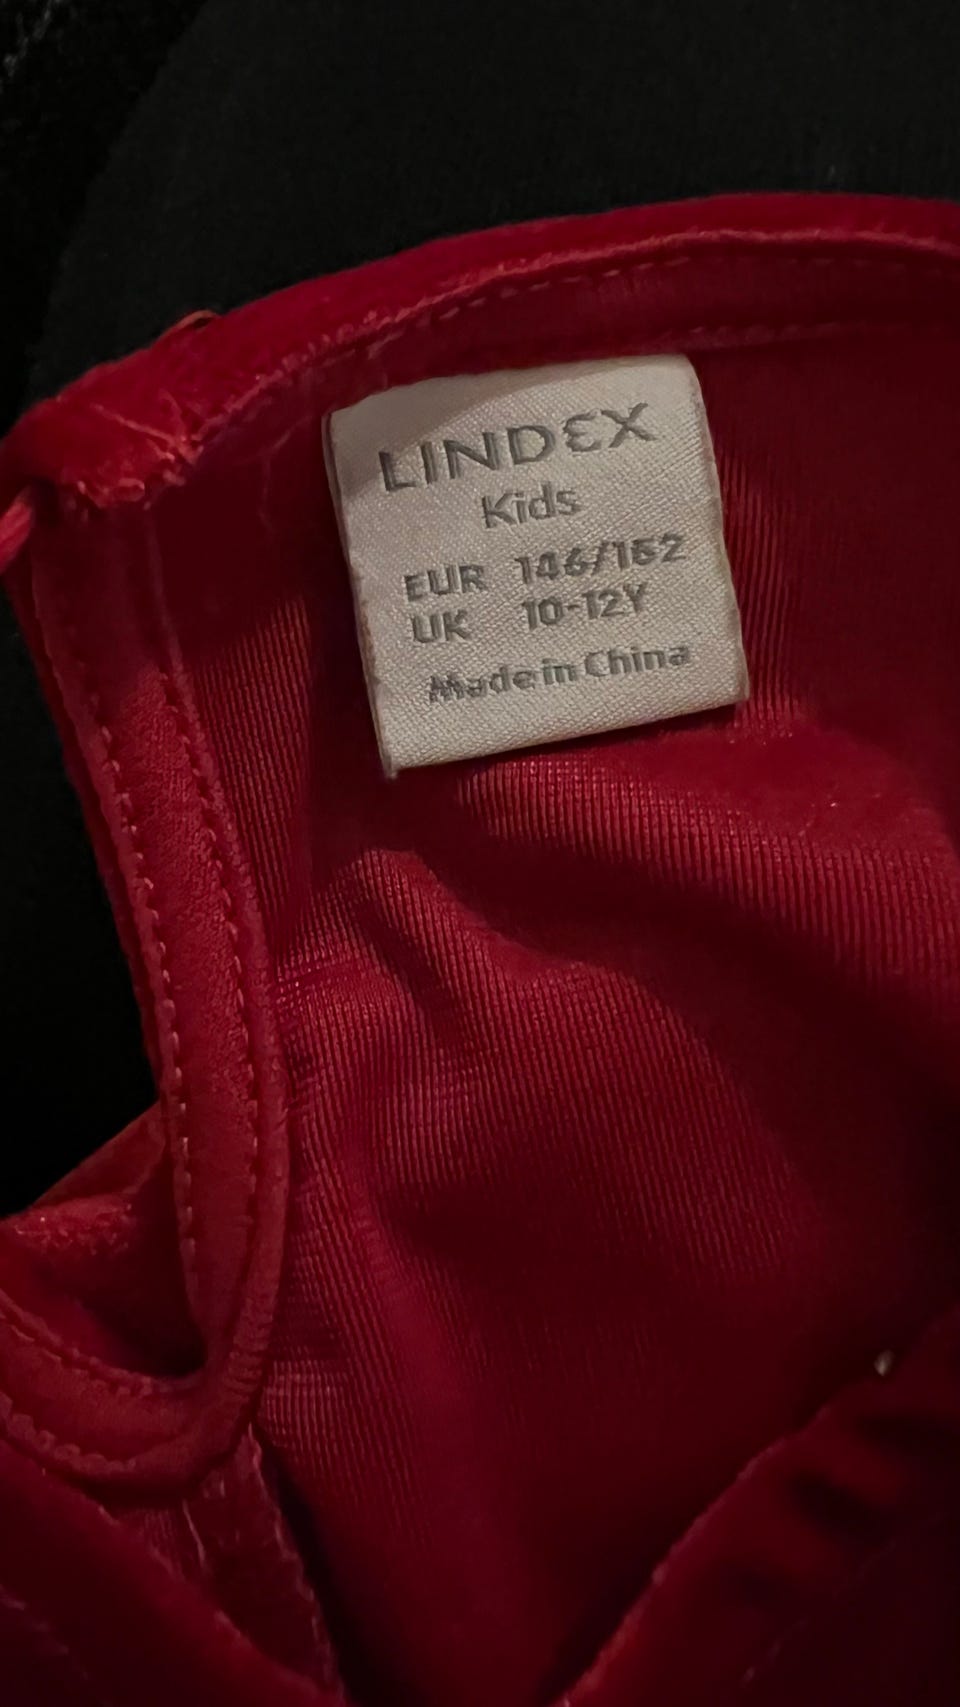 LINDEX
Kids
EUR 146/152
UK 10-12Y
Made in China